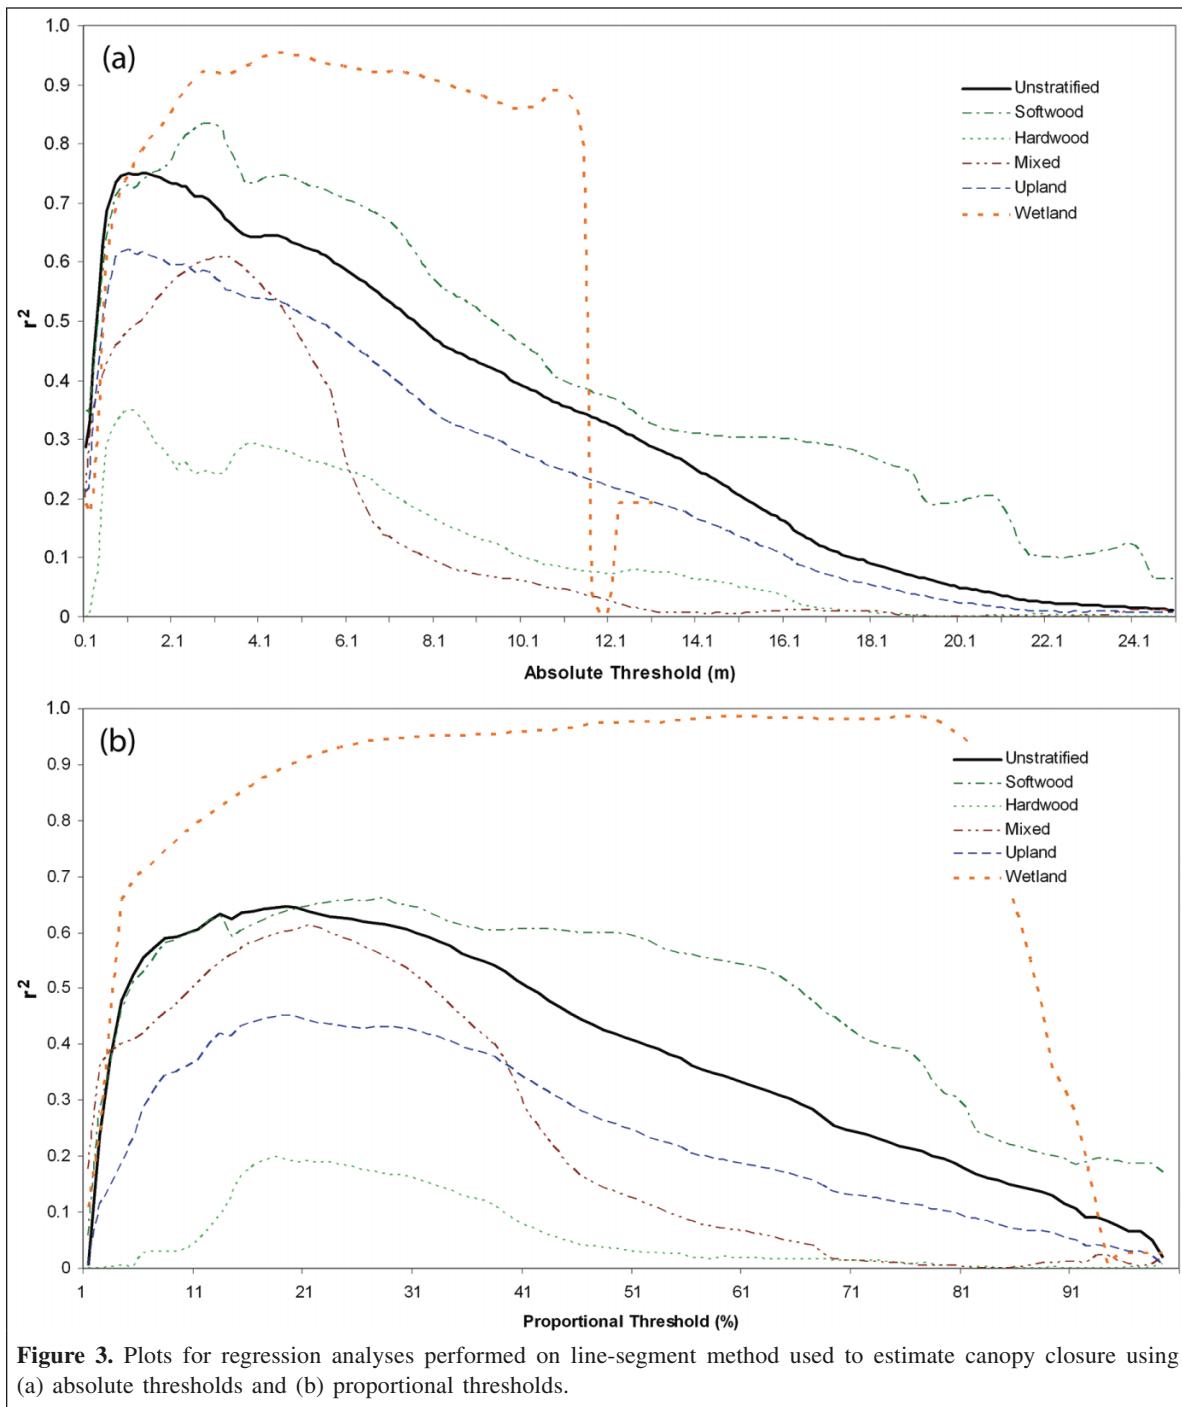 (a)
1.0
0.9
0.8
0.7
0.6
0.5
0.4
0.3
0.2
0.1
0
r²
Unstratified
Softwood
Hardwood
Mixed
Upland
Wetland
0.1 2.1 4.1 6.1 8.1 10.1 12.1 14.1 16.1 18.1 20.1 22.1 24.1
Absolute Threshold (m)
(b)
1.0
0.9
0.8
0.7
0.6
0.5
0.4
0.3
0.2
0.1
0
r²
Unstratified
Softwood
Hardwood
Mixed
Upland
Wetland
1 11 21 31 41 51 61 71 81 91
Proportional Threshold (%)
Figure 3. Plots for regression analyses performed on line-segment method used to estimate canopy closure using
(a) absolute thresholds and (b) proportional thresholds.